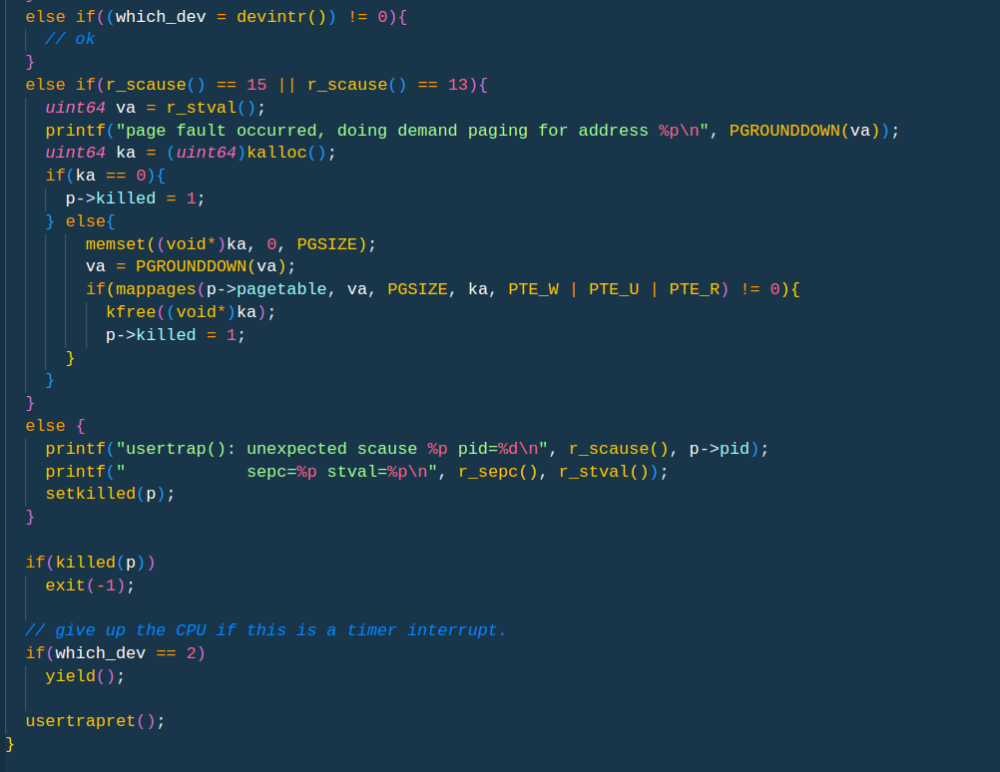 else if((which_dev = devintr()) != 0){
// ok
}
else if(r_scause() == 15 || r_scause() == 13){
uint64 va = r_stval();
printf("page fault occurred, doing demand paging for address %p\n", PGROUNDDOWN(va));
uint64 ka = (uint64)kalloc();
if(ka == 0){
p->killed = 1;
} else{
memset((void*)ka, 0, PGSIZE);
va = PGROUNDDOWN(va);
if(mappages(p->pagetable, va, PGSIZE, ka, PTE_W | PTE_U | PTE_R) != 0){
kfree((void*)ka);
p->killed = 1;
}
}
}
else {
printf("usertrap(): unexpected scause %p pid=%d\n", r_scause(), p->pid);
printf("            sepc=%p stval=%p\n", r_sepc(), r_stval());
setkilled(p);
}
if(killed(p))
exit(-1);
// give up the CPU if this is a timer interrupt.
if(which_dev == 2)
yield();
usertrapret();
}